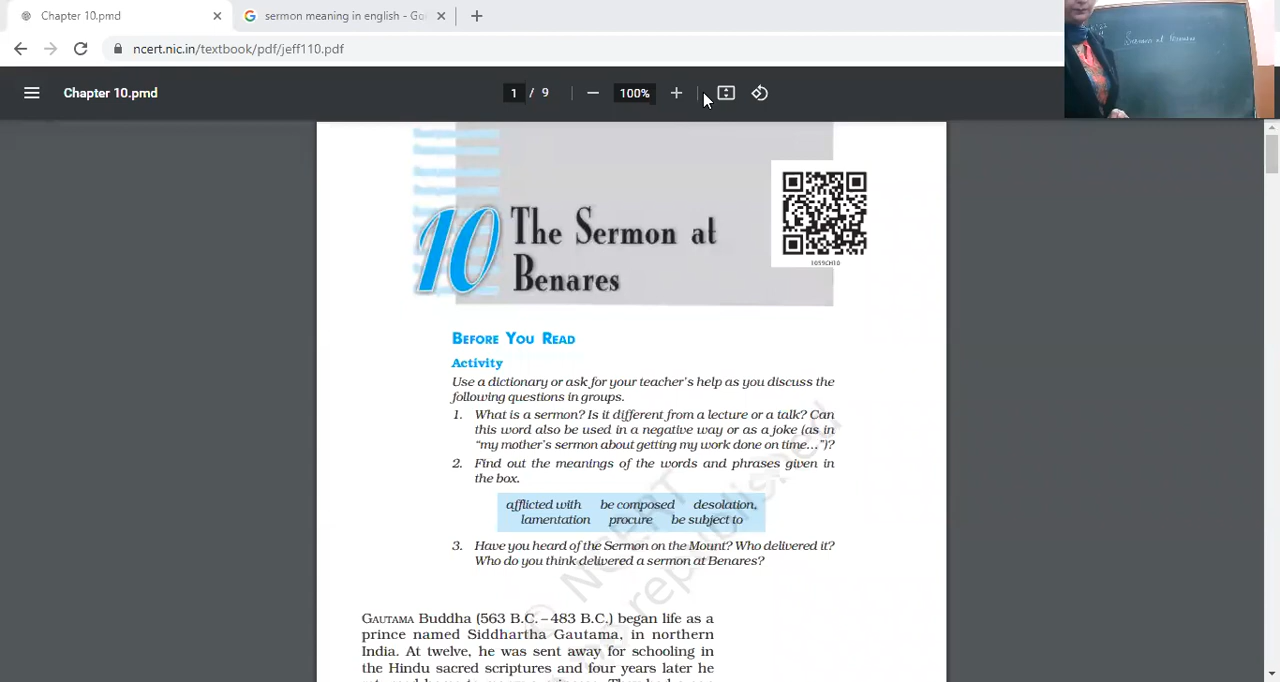 Chapter 10.pmd
sermon meaning in english - Go
ncert.nic.in/textbook/pdf/jeff110.pdf
Chapter 10.pmd
1 / 9
100%
Sermon at Benares
10 The Sermon at
Benares
1059CH10
BEFORE YOU READ
Activity
Use a dictionary or ask for your teacher's help as you discuss the
following questions in groups.
1. What is a sermon? Is it different from a lecture or a talk? Can
this word also be used in a negative way or as a joke (as in
“my mother's sermon about getting my work done on time…”)?
2. Find out the meanings of the words and phrases given in
the box.
afflicted with be composed desolation,
lamentation procure be subject to
3. Have you heard of the Sermon on the Mount? Who delivered it?
Who do you think delivered a sermon at Benares?
© NCERT
republished
GAUTAMA Buddha (563 B.C. – 483 B.C.) began life as a
prince named Siddhartha Gautama, in northern
India. At twelve, he was sent away for schooling in
the Hindu sacred scriptures and four years later he